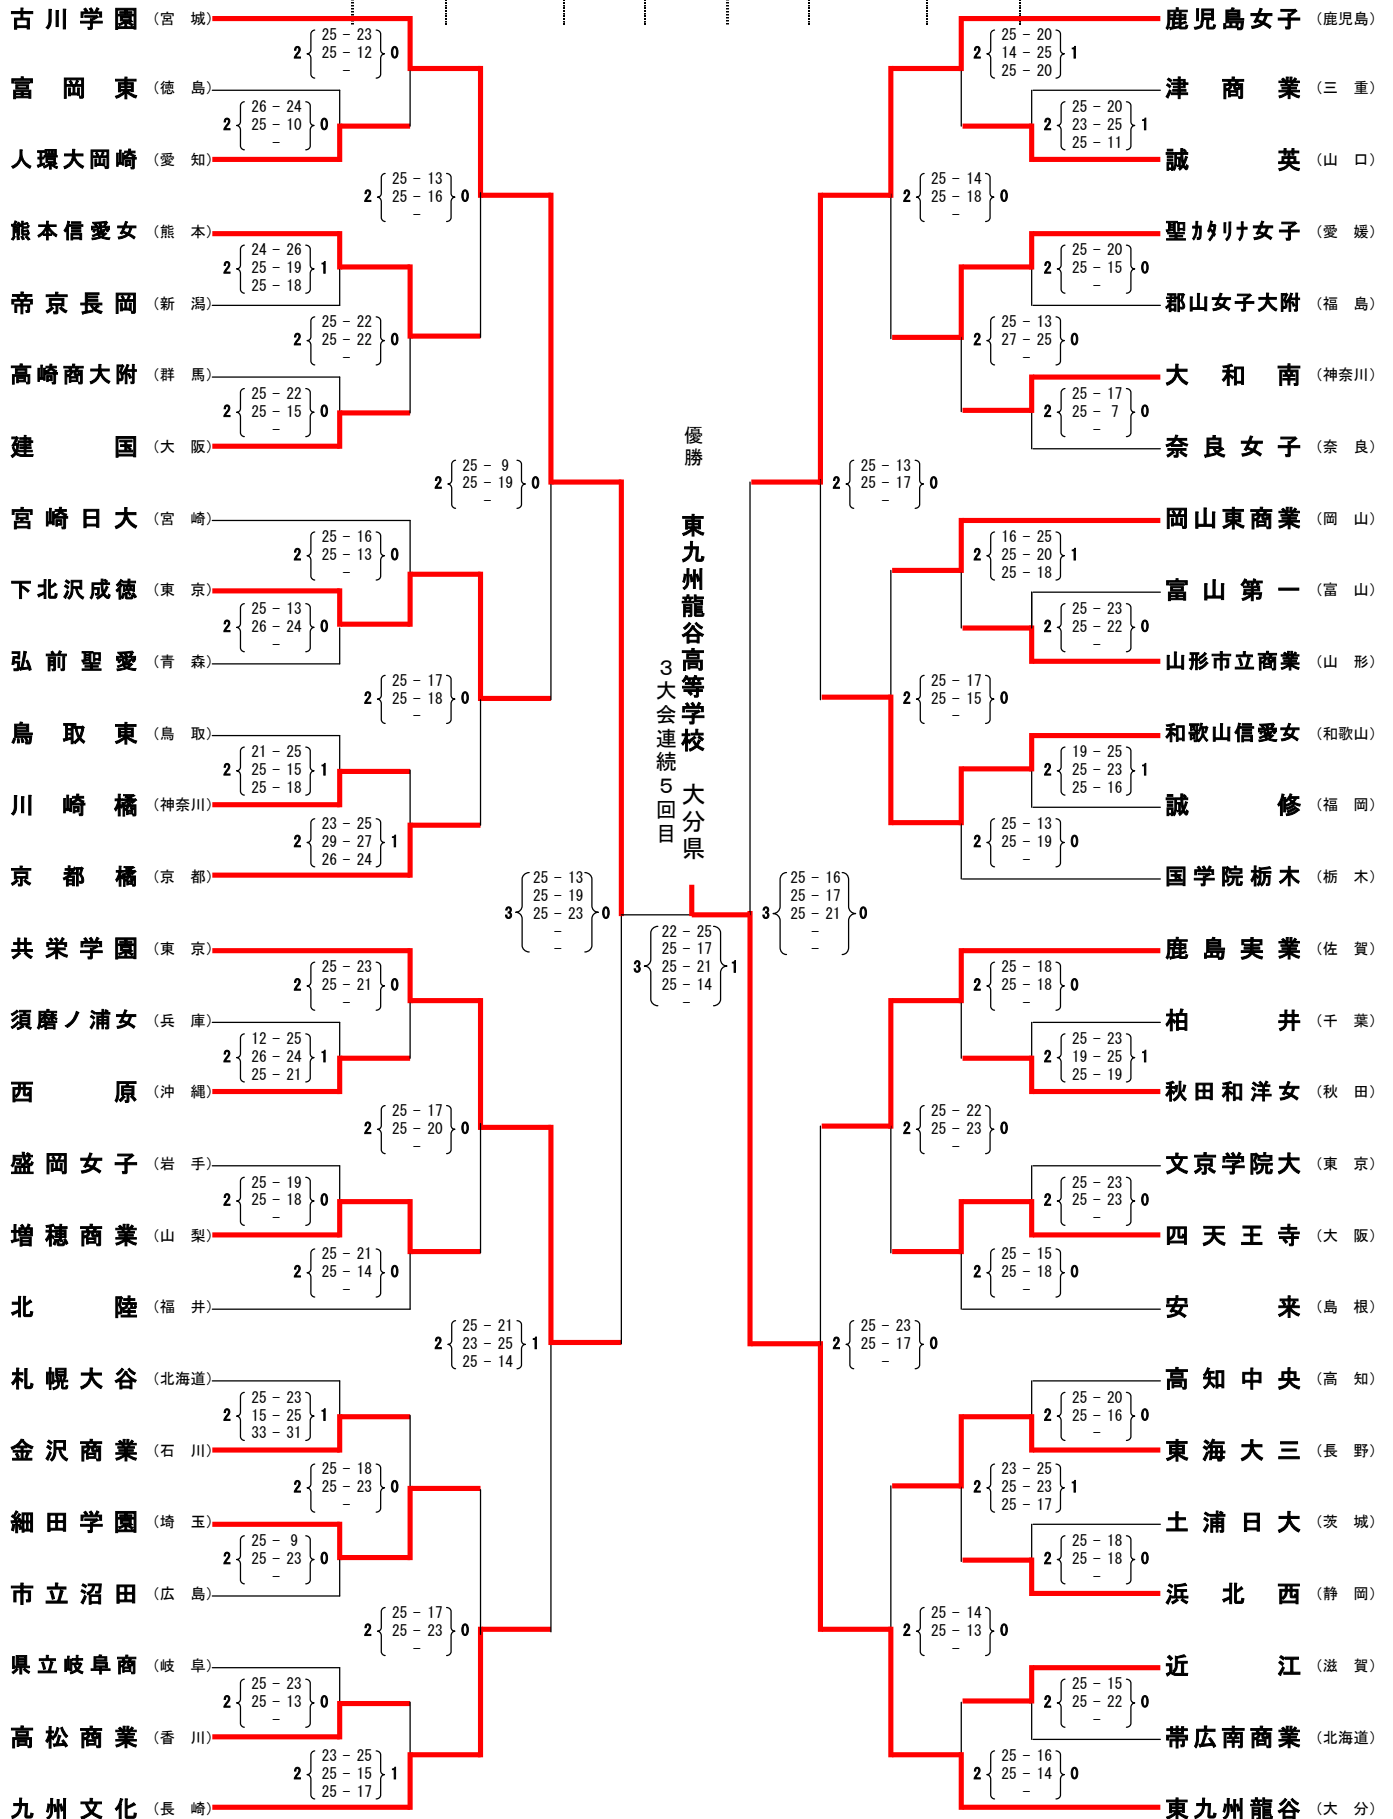 古川学園 （宮 城）
2 25 － 23 0
25 － 12
－
富岡東 （徳 島）
2 26 － 24 0
25 － 10
－
人環大岡崎 （愛 知）
2 25 － 13 0
25 － 16
－
熊本信愛女 （熊 本）
2 24 － 26 1
25 － 19
25 － 18
帝京長岡 （新 潟）
2 25 － 22 0
25 － 22
－
高崎商大附 （群 馬）
2 25 － 22 0
25 － 15
－
建国 （大 阪）
2 25 － 9 0
25 － 19
－
宮崎日大 （宮 崎）
2 25 － 16 0
25 － 13
－
下北沢成徳 （東 京）
2 25 － 13 0
26 － 24
－
弘前聖愛 （青 森）
2 25 － 17 0
25 － 18
－
鳥取東 （鳥 取）
2 21 － 25 1
25 － 15
25 － 18
川崎橘 （神奈川）
2 23 － 25 1
29 － 27
26 － 24
京都橘 （京 都）
3 25 － 13 0
25 － 19
25 － 23
－
－
共栄学園 （東 京）
2 25 － 23 0
25 － 21
－
須磨ノ浦女 （兵 庫）
2 12 － 25 1
26 － 24
25 － 21
西原 （沖 縄）
2 25 － 17 0
25 － 20
－
盛岡女子 （岩 手）
2 25 － 19 0
25 － 18
－
増穂商業 （山 梨）
2 25 － 21 0
25 － 14
－
北陸 （福 井）
2 25 － 21 1
23 － 25
25 － 14
札幌大谷 （北海道）
2 25 － 23 1
15 － 25
33 － 31
金沢商業 （石 川）
2 25 － 18 0
25 － 23
－
細田学園 （埼 玉）
2 25 － 9 0
25 － 23
－
市立沼田 （広 島）
2 25 － 17 0
25 － 23
－
県立岐阜商 （岐 阜）
2 25 － 23 0
25 － 13
－
高松商業 （香 川）
2 23 － 25 1
25 － 15
25 － 17
九州文化 （長 崎）
優勝
東九州龍谷高等学校 大分県
３大会連続５回目
3 22 － 25 1
25 － 17
25 － 21
25 － 14
－
鹿児島女子 （鹿児島）
2 25 － 20 1
14 － 25
25 － 20
津商業 （三 重）
2 25 － 20 1
23 － 25
25 － 11
誠英 （山 口）
2 25 － 14 0
25 － 18
－
聖ｶﾀﾘﾅ女子 （愛 媛）
2 25 － 20 0
25 － 15
－
郡山女子大附 （福 島）
2 25 － 13 0
27 － 25
－
大和南 （神奈川）
2 25 － 17 0
25 － 7
－
奈良女子 （奈 良）
2 25 － 13 0
25 － 17
－
岡山東商業 （岡 山）
2 16 － 25 1
25 － 20
25 － 18
富山第一 （富 山）
2 25 － 23 0
25 － 22
－
山形市立商業 （山 形）
2 25 － 17 0
25 － 15
－
和歌山信愛女 （和歌山）
2 19 － 25 1
25 － 23
25 － 16
誠修 （福 岡）
2 25 － 13 0
25 － 19
－
国学院栃木 （栃 木）
3 25 － 16 0
25 － 17
25 － 21
－
－
鹿島実業 （佐 賀）
2 25 － 18 0
25 － 18
－
柏井 （千 葉）
2 25 － 23 1
19 － 25
25 － 19
秋田和洋女 （秋 田）
2 25 － 22 0
25 － 23
－
文京学院大 （東 京）
2 25 － 23 0
25 － 23
－
四天王寺 （大 阪）
2 25 － 15 0
25 － 18
－
安来 （島 根）
2 25 － 23 0
25 － 17
－
高知中央 （高 知）
2 25 － 20 0
25 － 16
－
東海大三 （長 野）
2 23 － 25 1
25 － 23
25 － 17
土浦日大 （茨 城）
2 25 － 18 0
25 － 18
－
浜北西 （静 岡）
2 25 － 14 0
25 － 13
－
近江 （滋 賀）
2 25 － 15 0
25 － 22
－
帯広南商業 （北海道）
2 25 － 16 0
25 － 14
－
東九州龍谷 （大 分）